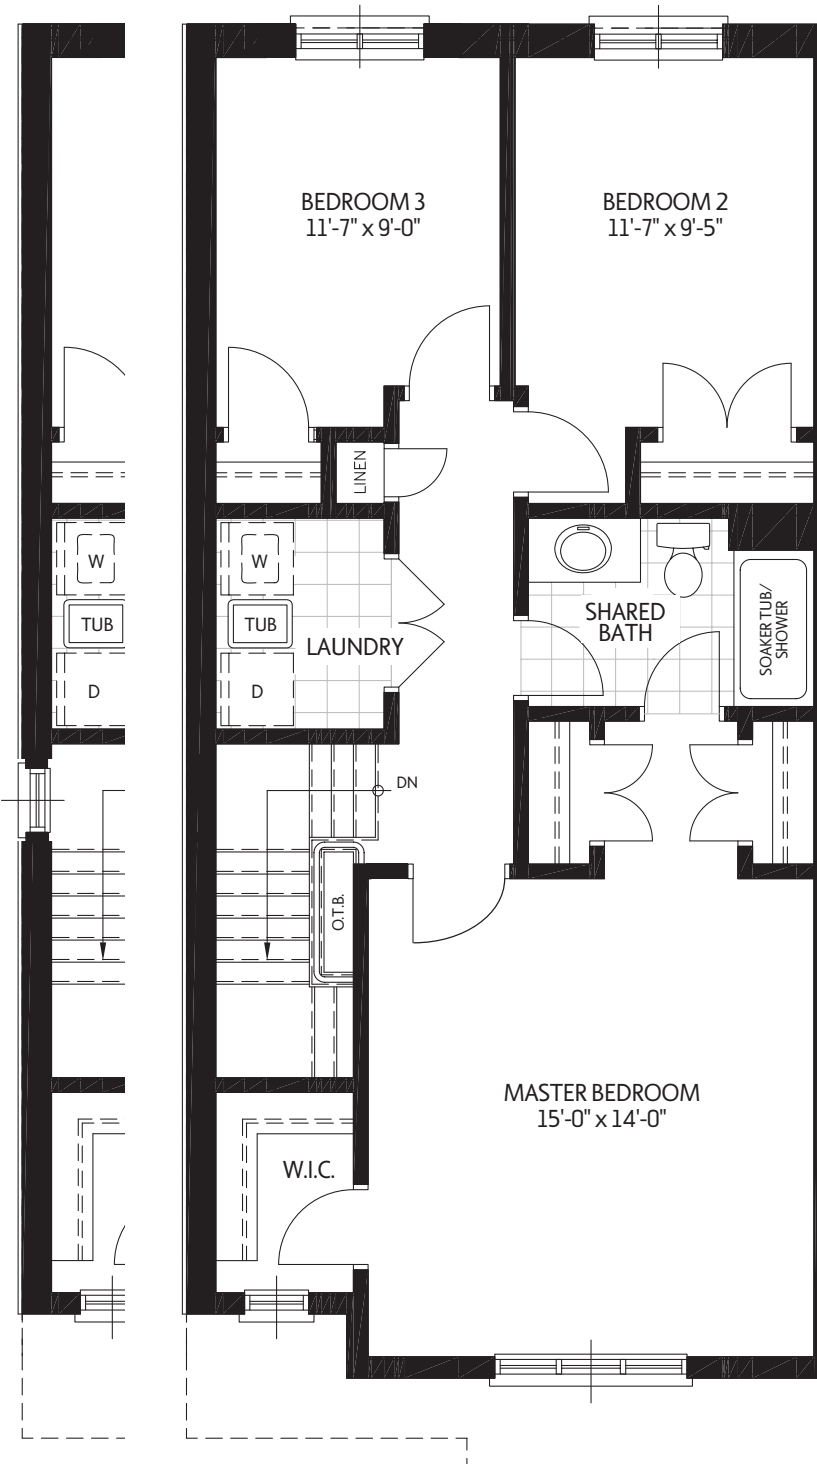 BEDROOM 3
11'-7" x 9'-0"
BEDROOM 2
11'-7" x 9'-5"
LINEN
W
W
TUB
TUB
D
D
LAUNDRY
SHARED
BATH
SOAKER TUB/
SHOWER
DN
O.T.B.
MASTER BEDROOM
15'-0" x 14'-0"
W.I.C.